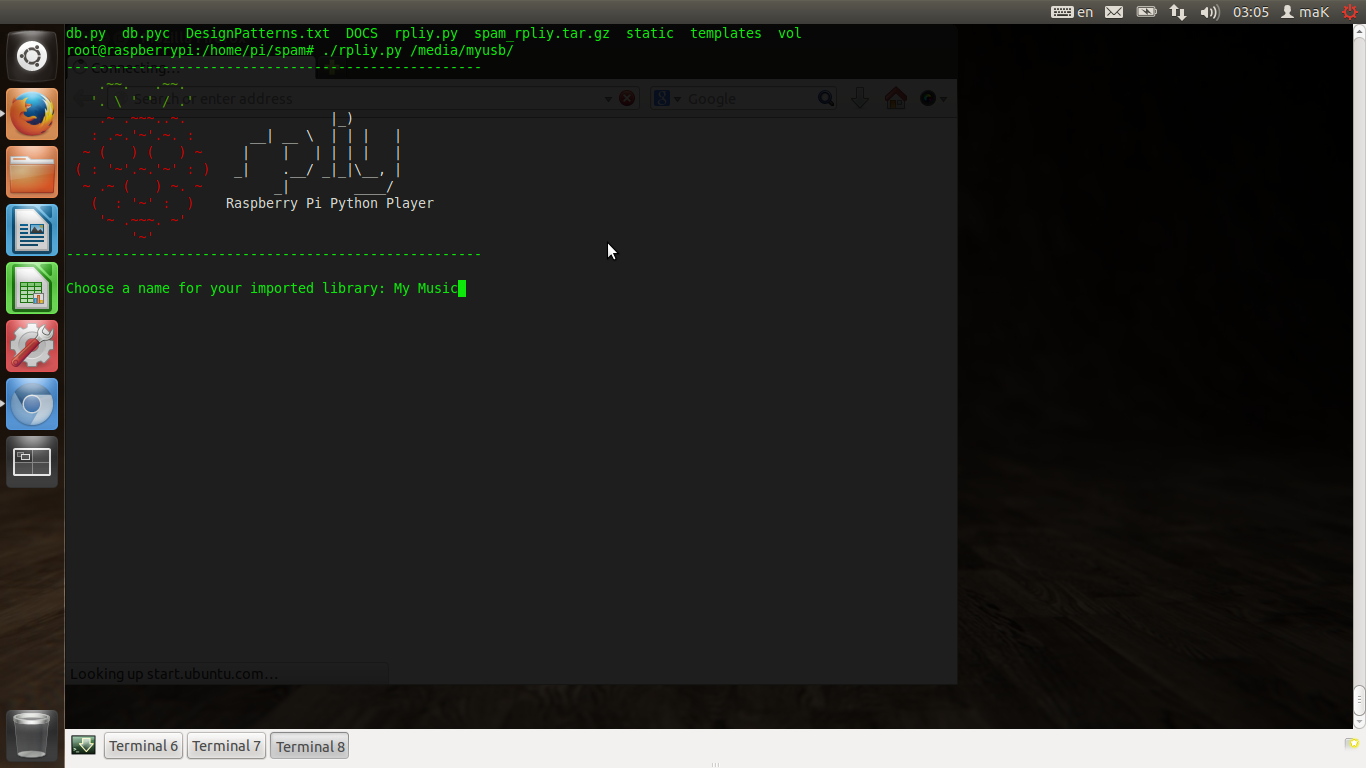 en 03:05 maK
db.py db.pyc DesignPatterns.txt DOCS rpliy.py spam_rpliy.tar.gz static templates vol
root@raspberrypi:/home/pi/spam# ./rpliy.py /media/myusb/
Connecting…
Search or enter address Google
Raspberry Pi Python Player
Choose a name for your imported library: My Music
Looking up start.ubuntu.com…
Terminal 6 Terminal 7 Terminal 8